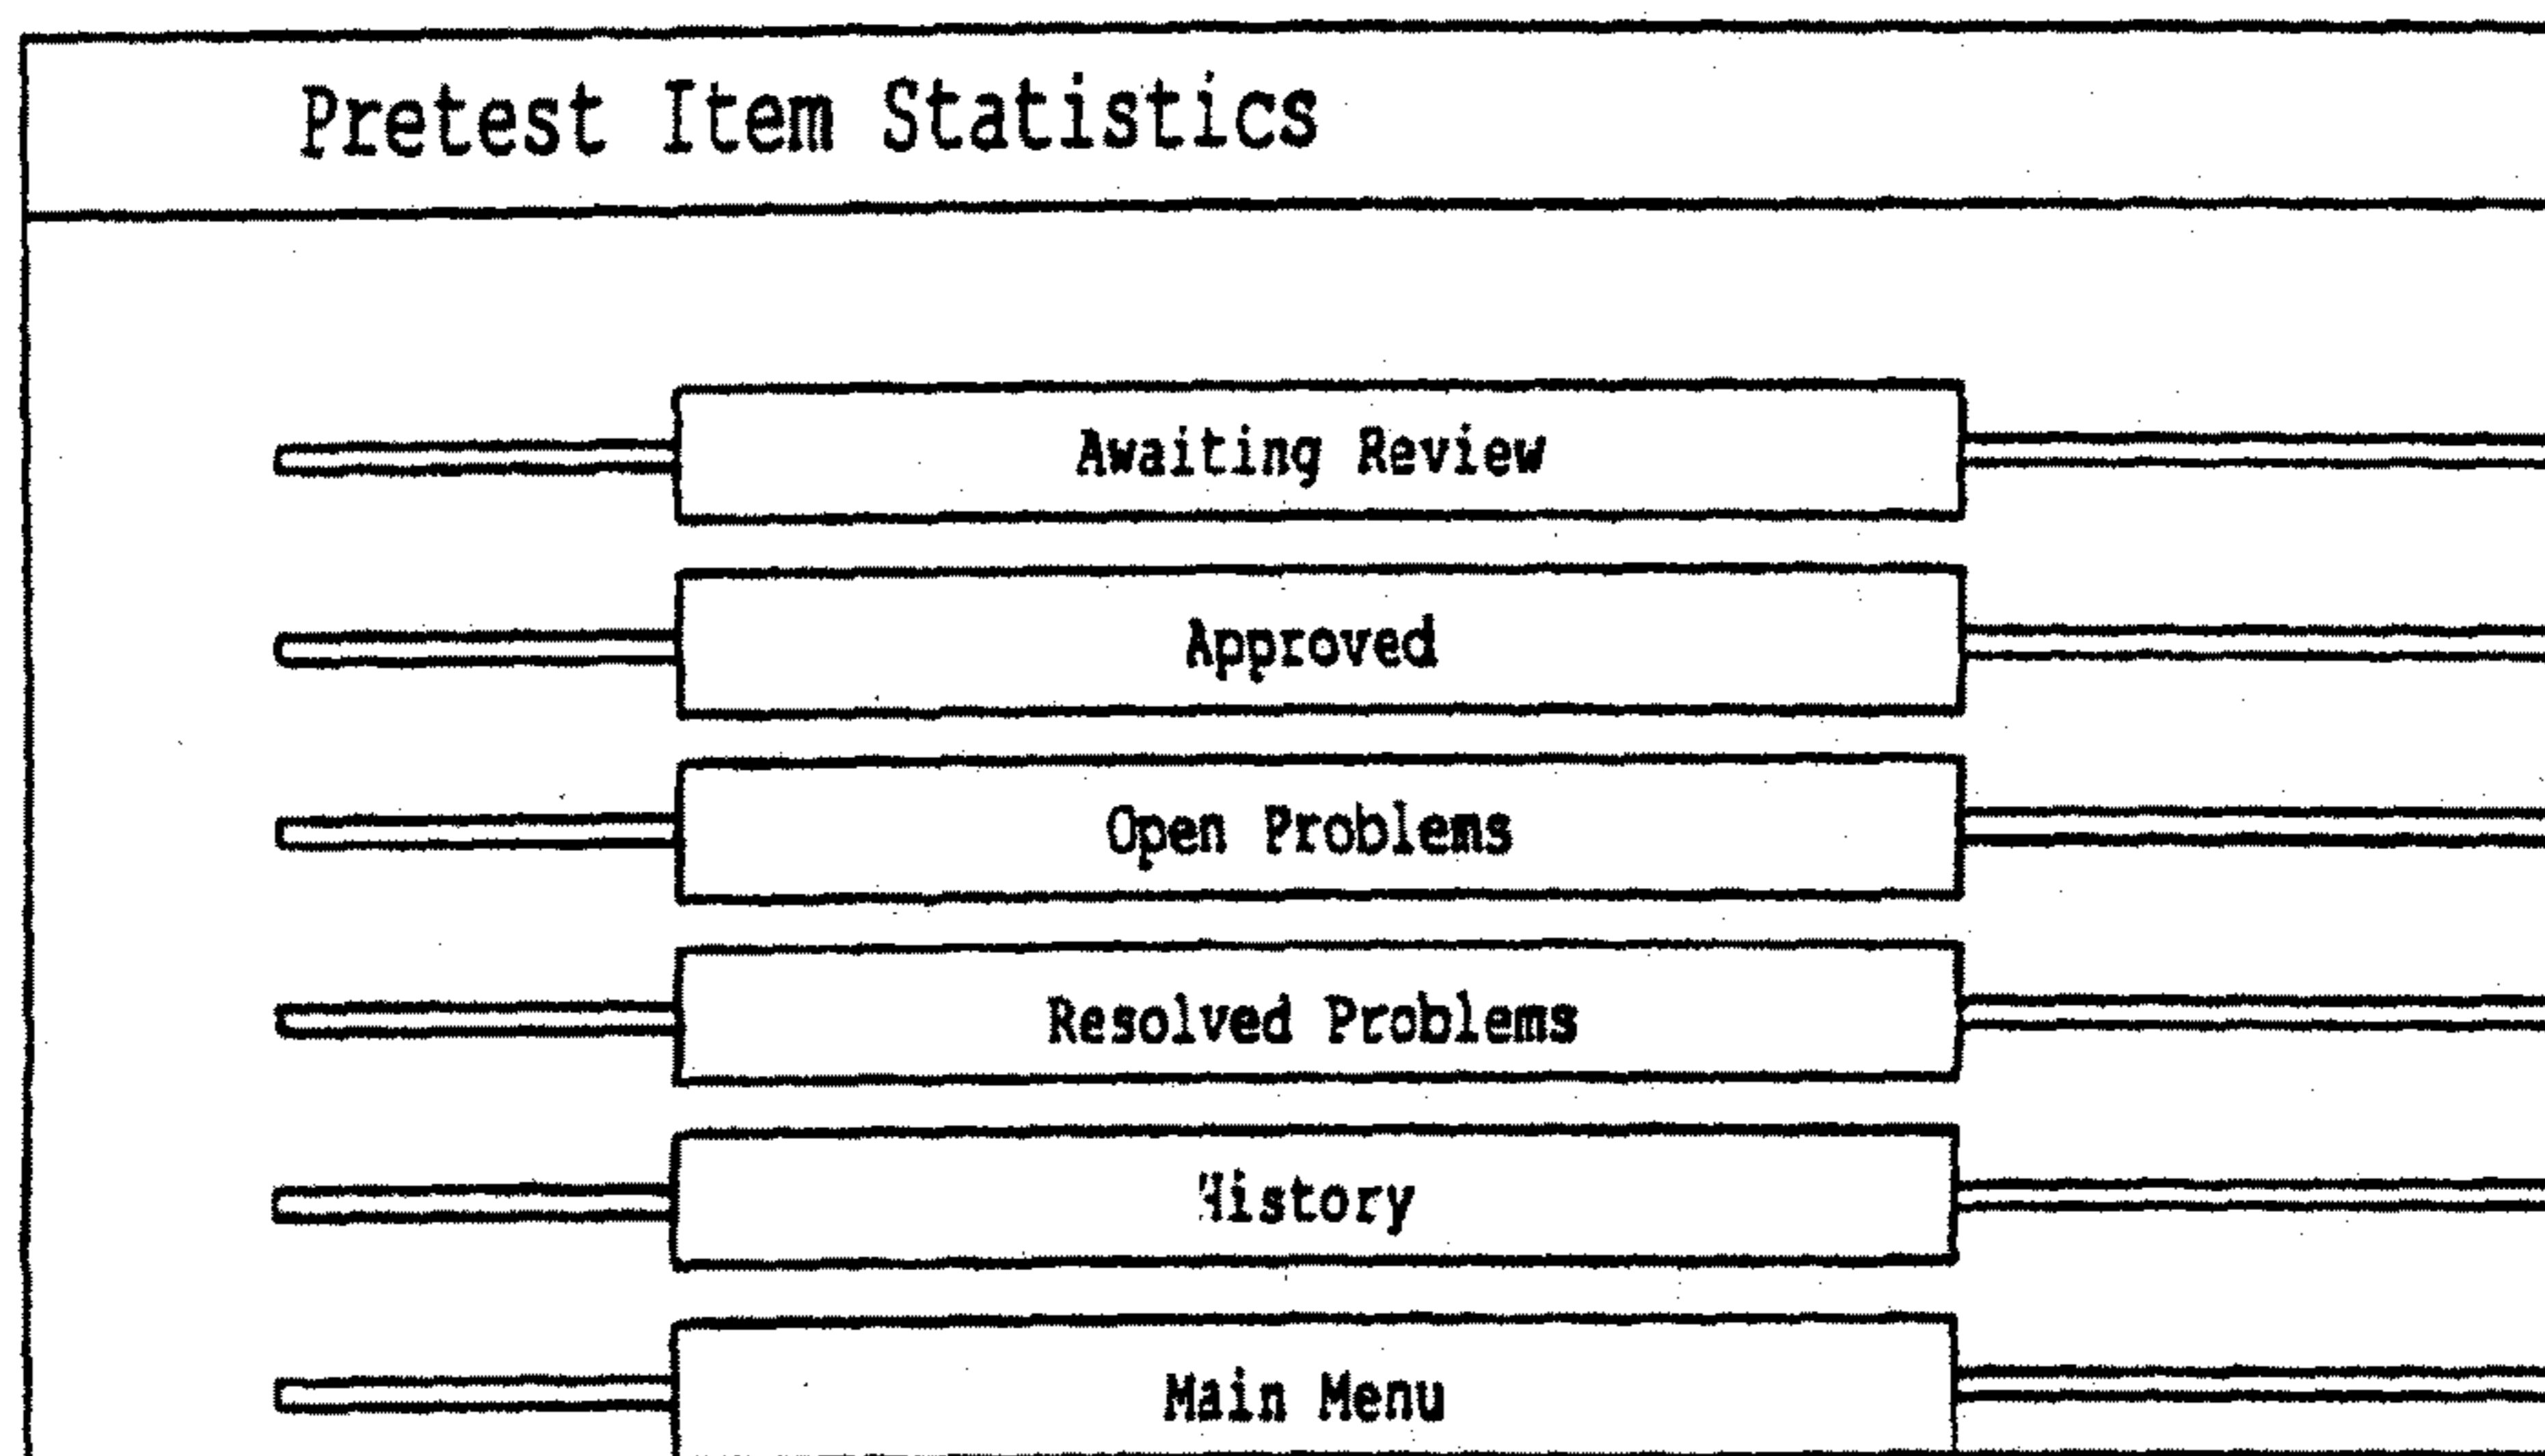 Pretest Item Statistics
Awaiting Review
Approved
Open Problems
Resolved Problems
History
Main Menu